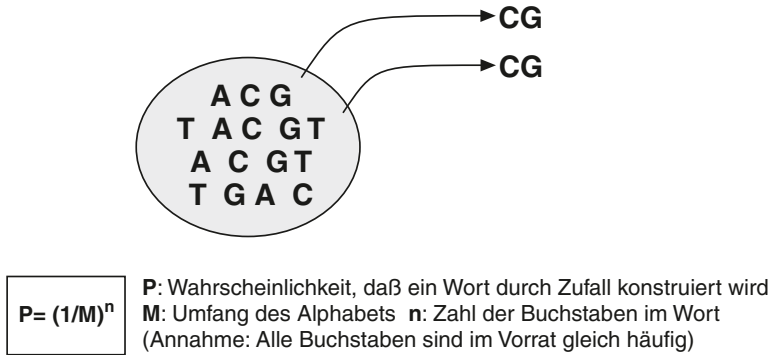 CG
CG
A C G
T A C G T
A C G T
T G A C
P= (1/M)ⁿ
P: Wahrscheinlichkeit, daß ein Wort durch Zufall konstruiert wird
M: Umfang des Alphabets n: Zahl der Buchstaben im Wort
(Annahme: Alle Buchstaben sind im Vorrat gleich häufig)